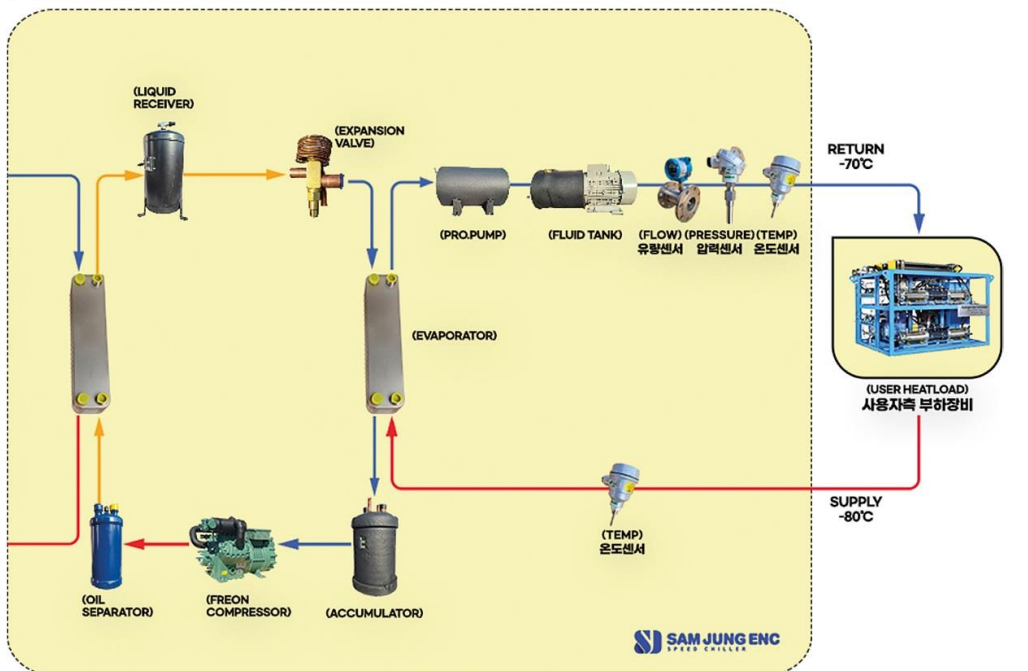 (LIQUID
RECEIVER)
(EXPANSION
VALVE)
RETURN
-70℃
(PRO.PUMP)
(FLUID TANK)
(FLOW)
유량센서
(PRESSURE)
압력센서
(TEMP)
온도센서
(EVAPORATOR)
(USER HEATLOAD)
사용자측 부하장비
SUPPLY
-80℃
(TEMP)
온도센서
(OIL
SEPARATOR)
(FREON
COMPRESSOR)
(ACCUMULATOR)
SAM JUNG ENC
SPEED CHILLER